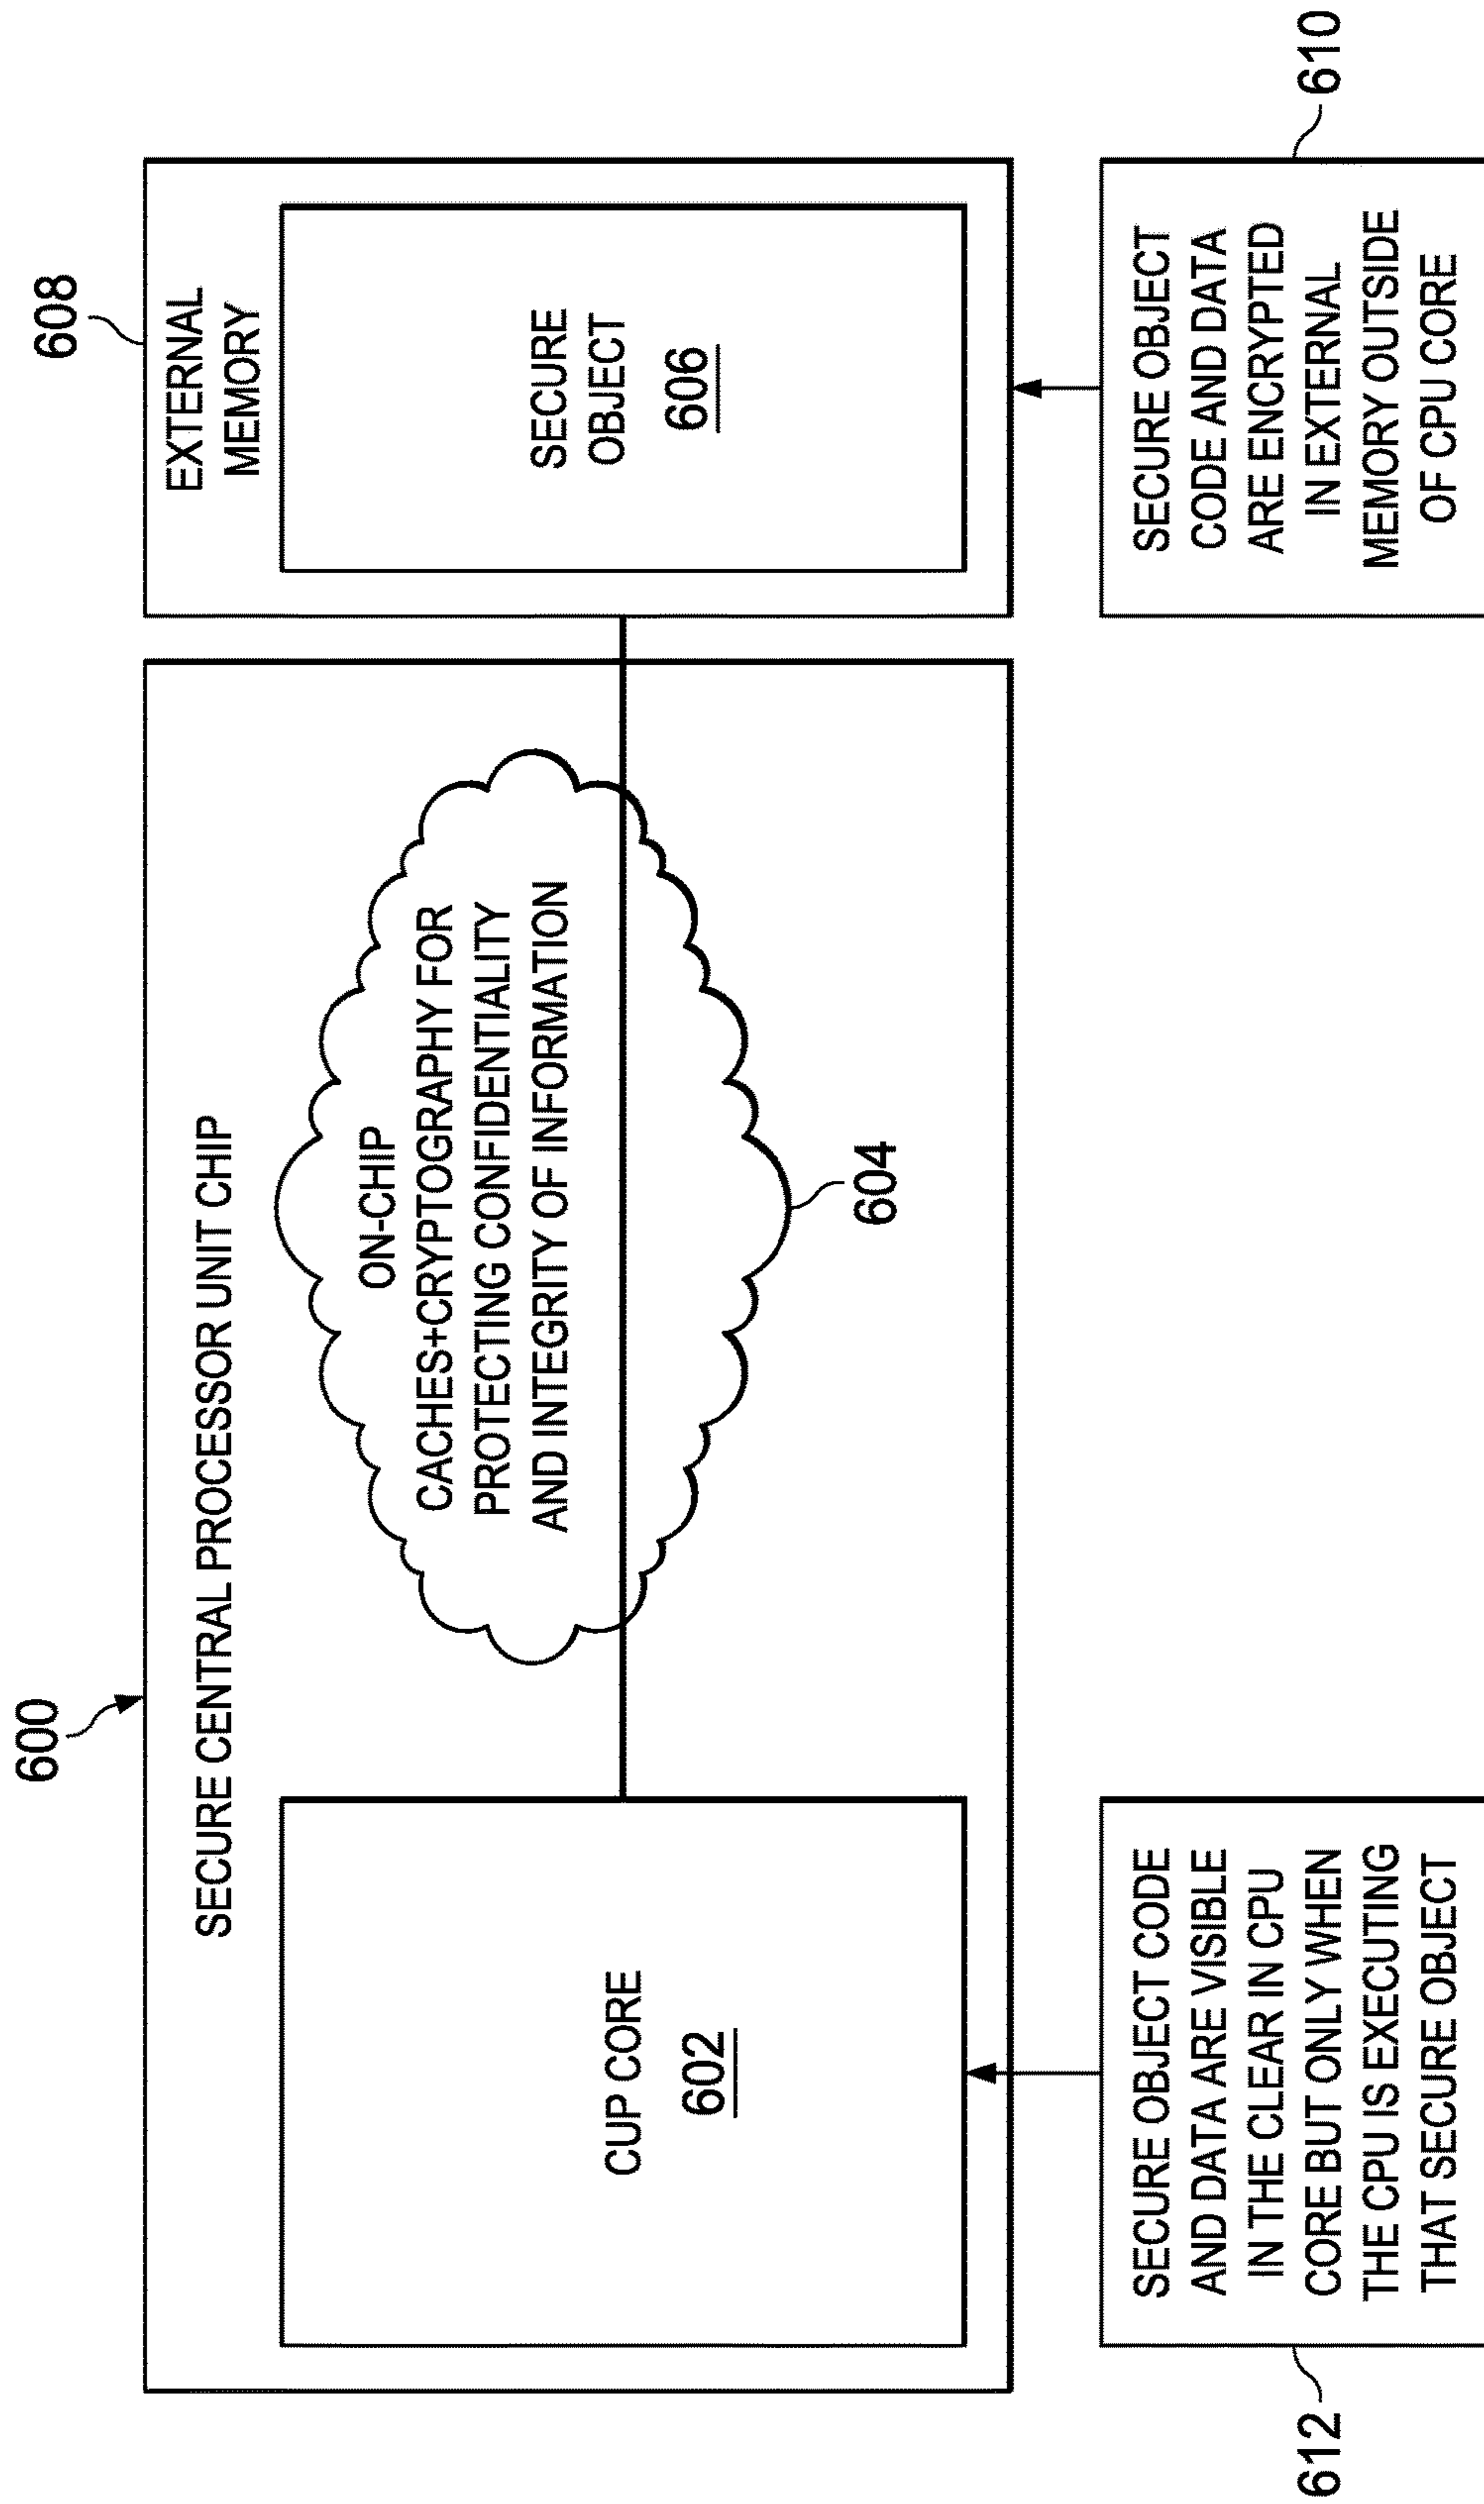 600
SECURE CENTRAL PROCESSOR UNIT CHIP
CUP CORE
602
ON-CHIP
CACHES+CRYPTOGRAPHY FOR
PROTECTING CONFIDENTIALITY
AND INTEGRITY OF INFORMATION
604
608
EXTERNAL
MEMORY
SECURE
OBJECT
606
612
SECURE OBJECT CODE
AND DATA ARE VISIBLE
IN THE CLEAR IN CPU
CORE BUT ONLY WHEN
THE CPU IS EXECUTING
THAT SECURE OBJECT
SECURE OBJECT
CODE AND DATA
ARE ENCRYPTED
IN EXTERNAL
MEMORY OUTSIDE
OF CPU CORE
610